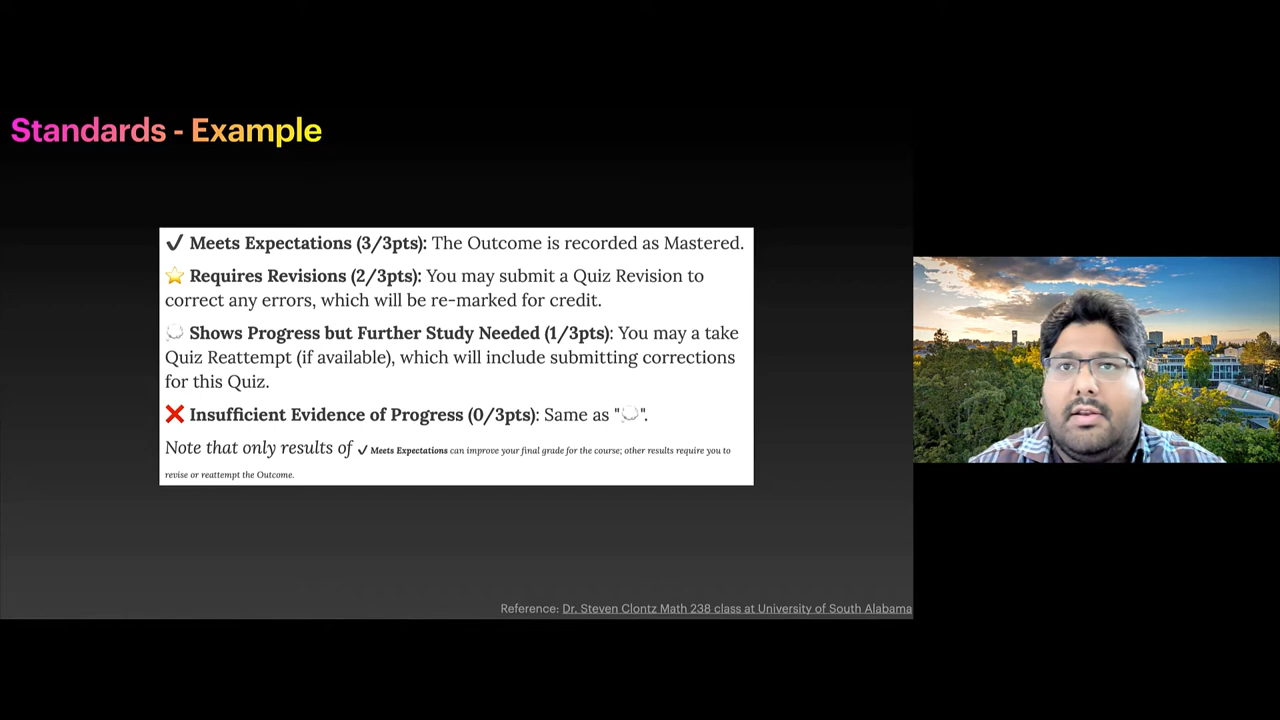 Standards - Example
✔ Meets Expectations (3/3pts): The Outcome is recorded as Mastered.
⭐ Requires Revisions (2/3pts): You may submit a Quiz Revision to
correct any errors, which will be re-marked for credit.
💭 Shows Progress but Further Study Needed (1/3pts): You may a take
Quiz Reattempt (if available), which will include submitting corrections
for this Quiz.
❌ Insufficient Evidence of Progress (0/3pts): Same as "💭".
Note that only results of ✔ Meets Expectations can improve your final grade for the course; other results require you to
revise or reattempt the Outcome.
Reference: Dr. Steven Clontz Math 238 class at University of South Alabama